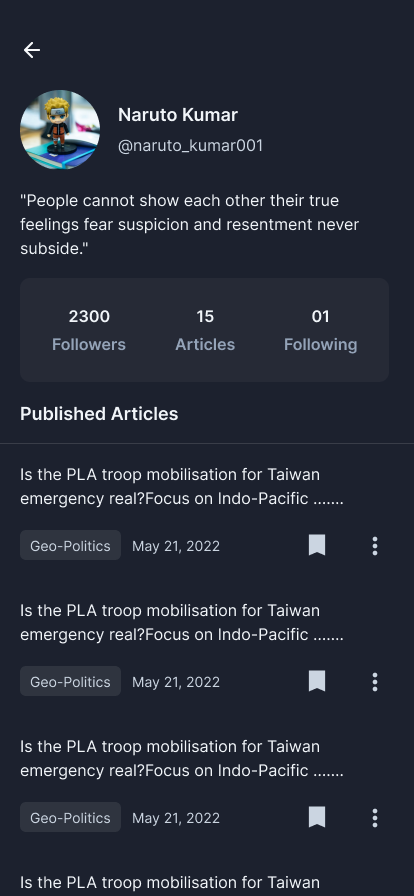 Naruto Kumar
@naruto_kumar001
"People cannot show each other their true
feelings fear suspicion and resentment never
subside."
2300 15 01
Followers Articles Following
Published Articles
Is the PLA troop mobilisation for Taiwan
emergency real?Focus on Indo-Pacific .......
Geo-Politics May 21, 2022
Is the PLA troop mobilisation for Taiwan
emergency real?Focus on Indo-Pacific .......
Geo-Politics May 21, 2022
Is the PLA troop mobilisation for Taiwan
emergency real?Focus on Indo-Pacific .......
Geo-Politics May 21, 2022
Is the PLA troop mobilisation for Taiwan